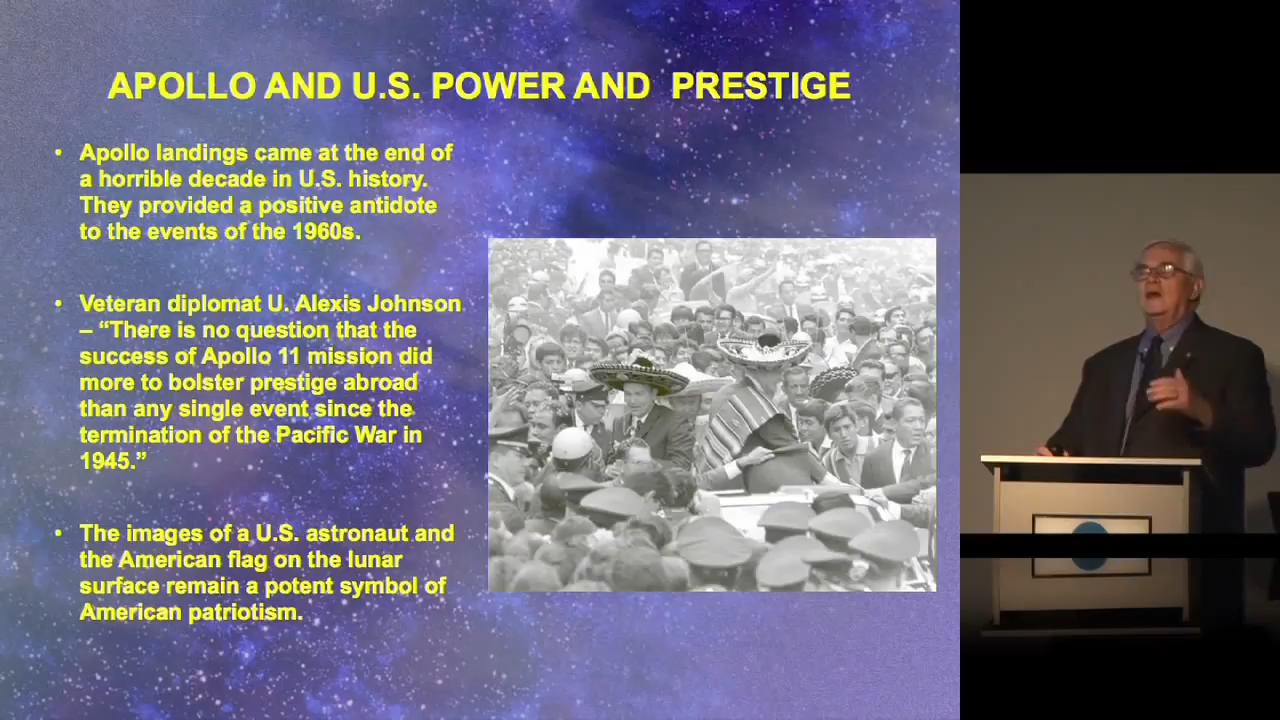 APOLLO AND U.S. POWER AND PRESTIGE
• Apollo landings came at the end of
a horrible decade in U.S. history.
They provided a positive antidote
to the events of the 1960s.
• Veteran diplomat U. Alexis Johnson
– “There is no question that the
success of Apollo 11 mission did
more to bolster prestige abroad
than any single event since the
termination of the Pacific War in
1945.”
• The images of a U.S. astronaut and
the American flag on the lunar
surface remain a potent symbol of
American patriotism.